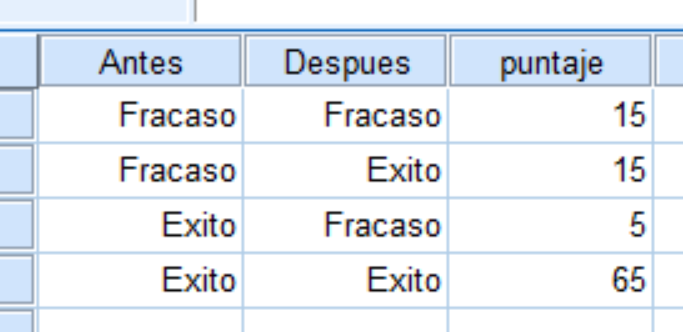 Antes Despues puntaje
Fracaso Fracaso 15
Fracaso Exito 15
Exito Fracaso 5
Exito Exito 65